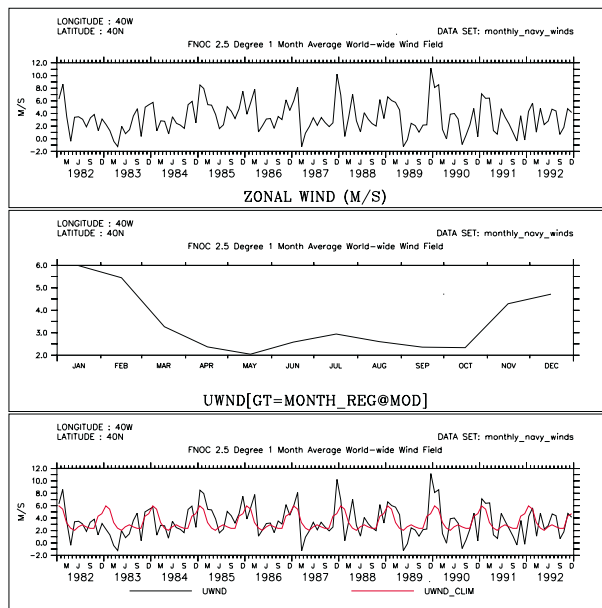 LONGITUDE : 40W
LATITUDE : 40N
DATA SET: monthly_navy_winds
FNOC 2.5 Degree 1 Month Average World-wide Wind Field
12.0
10.0
8.0
6.0
4.0
2.0
0.0
-2.0
M/S
M J S D M J S D M J S D M J S D M J S D M J S D M J S D M J S D M J S D M J S D M J S D
1982 1983 1984 1985 1986 1987 1988 1989 1990 1991 1992
ZONAL WIND (M/S)
LONGITUDE : 40W
LATITUDE : 40N
DATA SET: monthly_navy_winds
FNOC 2.5 Degree 1 Month Average World-wide Wind Field
6.0
5.0
4.0
3.0
2.0
JAN FEB MAR APR MAY JUN JUL AUG SEP OCT NOV DEC
UWND[GT=MONTH_REG@MOD]
LONGITUDE : 40W
LATITUDE : 40N
DATA SET: monthly_navy_winds
FNOC 2.5 Degree 1 Month Average World-wide Wind Field
12.0
10.0
8.0
6.0
4.0
2.0
0.0
-2.0
M/S
M J S D M J S D M J S D M J S D M J S D M J S D M J S D M J S D M J S D M J S D M J S D
1982 1983 1984 1985 1986 1987 1988 1989 1990 1991 1992
UWND UWND_CLIM